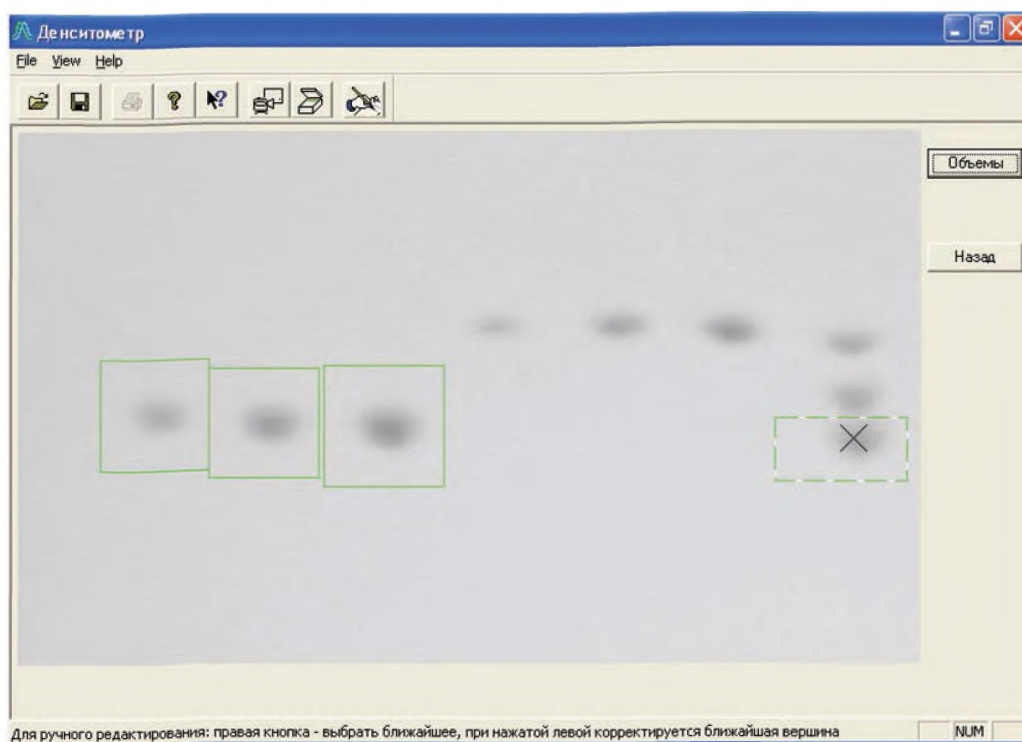 Денситометр
File View Help
Объемы
Назад
Для ручного редактирования: правая кнопка - выбрать ближайшее, при нажатой левой корректируется ближайшая вершина NUM